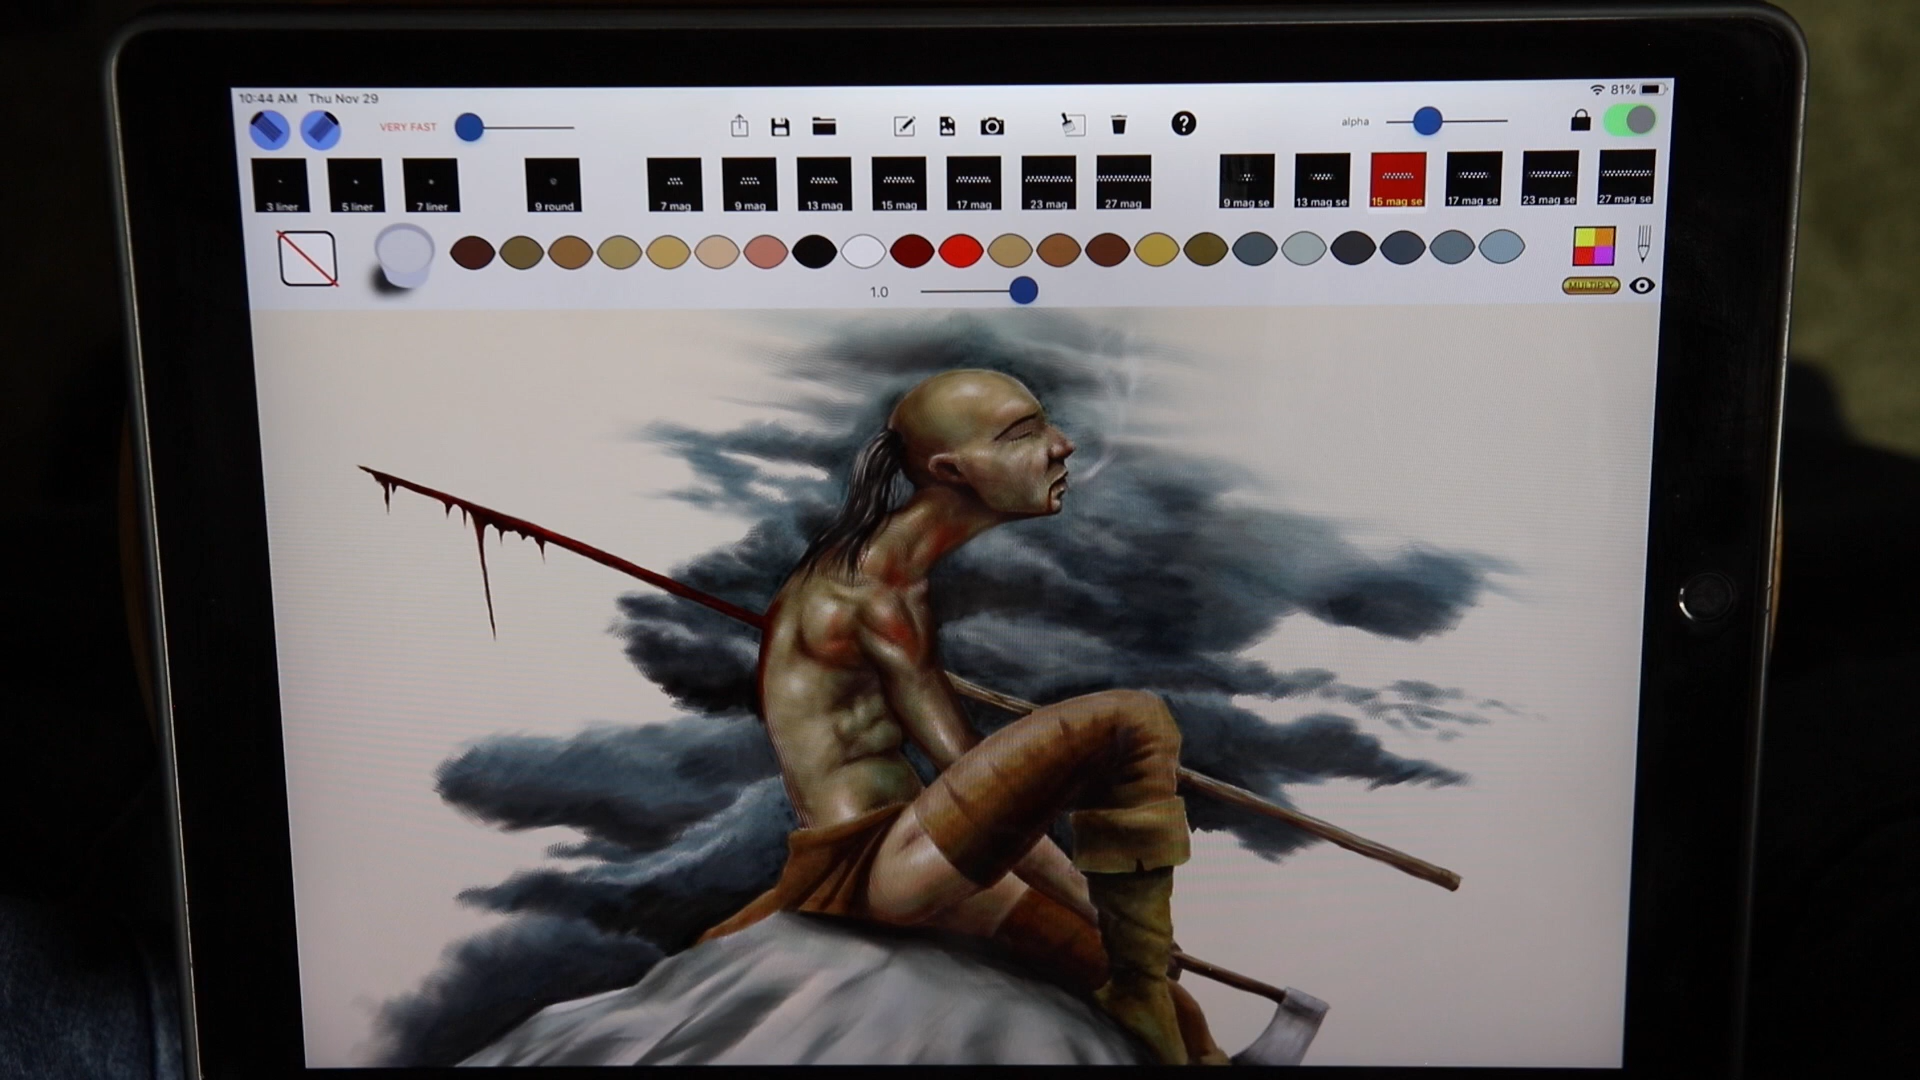 10:44 AM Thu Nov 29
81%
VERY FAST
?
alpha
3 liner
5 liner
7 liner
9 round
7 mag
9 mag
13 mag
15 mag
17 mag
23 mag
27 mag
9 mag se
13 mag se
15 mag se
17 mag se
23 mag se
27 mag se
1.0
MULTIPLY